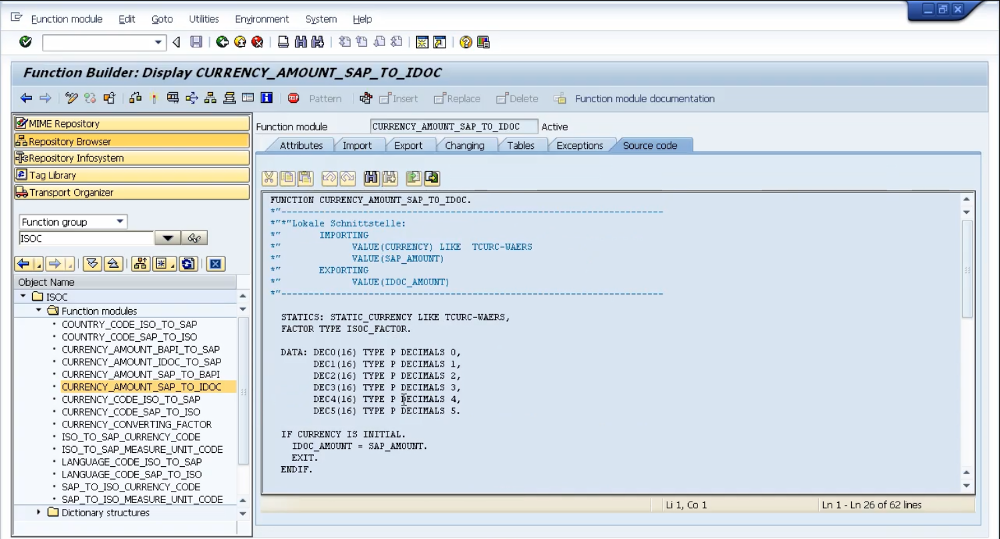 Function module Edit Goto Utilities Environment System Help
Function Builder: Display CURRENCY_AMOUNT_SAP_TO_IDOC
Pattern Insert Replace Delete Function module documentation
MIME Repository
Repository Browser
Repository Infosystem
Tag Library
Transport Organizer
Function group
ISOC
Object Name
ISOC
Function modules
COUNTRY_CODE_ISO_TO_SAP
COUNTRY_CODE_SAP_TO_ISO
CURRENCY_AMOUNT_BAPI_TO_SAP
CURRENCY_AMOUNT_IDOC_TO_SAP
CURRENCY_AMOUNT_SAP_TO_BAPI
CURRENCY_AMOUNT_SAP_TO_IDOC
CURRENCY_CODE_ISO_TO_SAP
CURRENCY_CODE_SAP_TO_ISO
CURRENCY_CONVERTING_FACTOR
ISO_TO_SAP_CURRENCY_CODE
ISO_TO_SAP_MEASURE_UNIT_CODE
LANGUAGE_CODE_ISO_TO_SAP
LANGUAGE_CODE_SAP_TO_ISO
SAP_TO_ISO_CURRENCY_CODE
SAP_TO_ISO_MEASURE_UNIT_CODE
Dictionary structures
Function module CURRENCY_AMOUNT_SAP_TO_IDOC Active
Attributes Import Export Changing Tables Exceptions Source code
FUNCTION CURRENCY_AMOUNT_SAP_TO_IDOC.
*"----------------------------------------------------------------------
*"*"Lokale Schnittstelle:
*" IMPORTING
*" VALUE(CURRENCY) LIKE TCURC-WAERS
*" VALUE(SAP_AMOUNT)
*" EXPORTING
*" VALUE(IDOC_AMOUNT)
*"----------------------------------------------------------------------
STATICS: STATIC_CURRENCY LIKE TCURC-WAERS,
FACTOR TYPE ISOC_FACTOR.
DATA: DEC0(16) TYPE P DECIMALS 0,
DEC1(16) TYPE P DECIMALS 1,
DEC2(16) TYPE P DECIMALS 2,
DEC3(16) TYPE P DECIMALS 3,
DEC4(16) TYPE P DECIMALS 4,
DEC5(16) TYPE P DECIMALS 5.
IF CURRENCY IS INITIAL.
IDOC_AMOUNT = SAP_AMOUNT.
EXIT.
ENDIF.
Li 1, Co 1 Ln 1 - Ln 26 of 62 lines